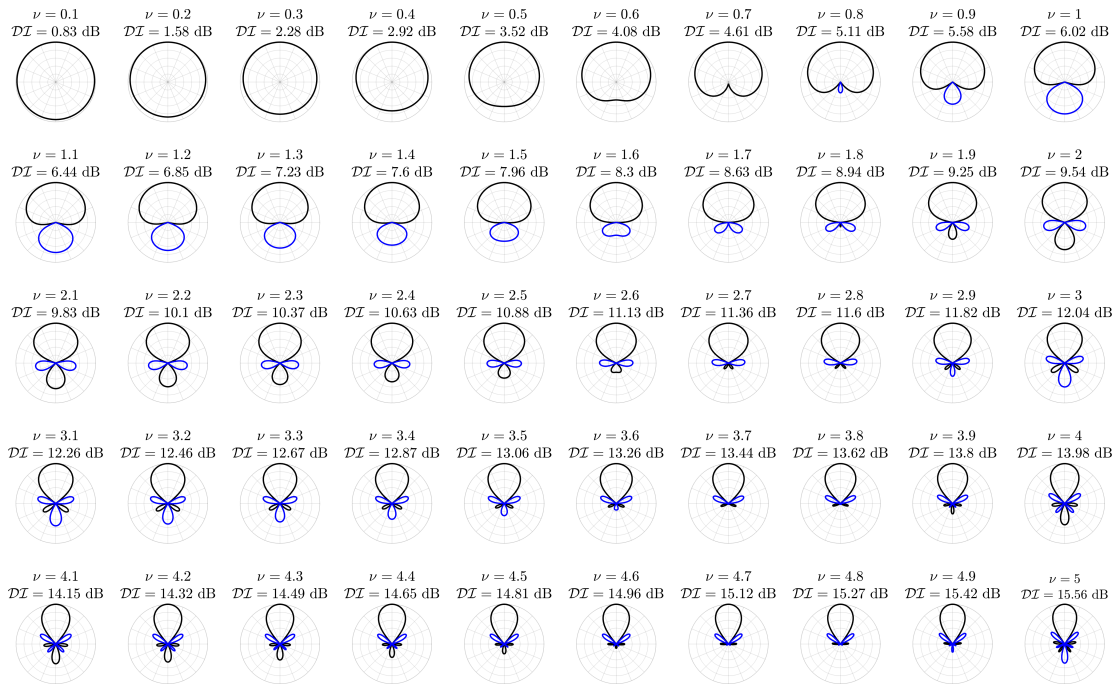 ν = 0.1 ν = 0.2 ν = 0.3 ν = 0.4 ν = 0.5 ν = 0.6 ν = 0.7 ν = 0.8 ν = 0.9 ν = 1
𝒟ℐ = 0.83 dB 𝒟ℐ = 1.58 dB 𝒟ℐ = 2.28 dB 𝒟ℐ = 2.92 dB 𝒟ℐ = 3.52 dB 𝒟ℐ = 4.08 dB 𝒟ℐ = 4.61 dB 𝒟ℐ = 5.11 dB 𝒟ℐ = 5.58 dB 𝒟ℐ = 6.02 dB
ν = 1.1 ν = 1.2 ν = 1.3 ν = 1.4 ν = 1.5 ν = 1.6 ν = 1.7 ν = 1.8 ν = 1.9 ν = 2
𝒟ℐ = 6.44 dB 𝒟ℐ = 6.85 dB 𝒟ℐ = 7.23 dB 𝒟ℐ = 7.6 dB 𝒟ℐ = 7.96 dB 𝒟ℐ = 8.3 dB 𝒟ℐ = 8.63 dB 𝒟ℐ = 8.94 dB 𝒟ℐ = 9.25 dB 𝒟ℐ = 9.54 dB
ν = 2.1 ν = 2.2 ν = 2.3 ν = 2.4 ν = 2.5 ν = 2.6 ν = 2.7 ν = 2.8 ν = 2.9 ν = 3
𝒟ℐ = 9.83 dB 𝒟ℐ = 10.1 dB 𝒟ℐ = 10.37 dB 𝒟ℐ = 10.63 dB 𝒟ℐ = 10.88 dB 𝒟ℐ = 11.13 dB 𝒟ℐ = 11.36 dB 𝒟ℐ = 11.6 dB 𝒟ℐ = 11.82 dB 𝒟ℐ = 12.04 dB
ν = 3.1 ν = 3.2 ν = 3.3 ν = 3.4 ν = 3.5 ν = 3.6 ν = 3.7 ν = 3.8 ν = 3.9 ν = 4
𝒟ℐ = 12.26 dB 𝒟ℐ = 12.46 dB 𝒟ℐ = 12.67 dB 𝒟ℐ = 12.87 dB 𝒟ℐ = 13.06 dB 𝒟ℐ = 13.26 dB 𝒟ℐ = 13.44 dB 𝒟ℐ = 13.62 dB 𝒟ℐ = 13.8 dB 𝒟ℐ = 13.98 dB
ν = 4.1 ν = 4.2 ν = 4.3 ν = 4.4 ν = 4.5 ν = 4.6 ν = 4.7 ν = 4.8 ν = 4.9 ν = 5
𝒟ℐ = 14.15 dB 𝒟ℐ = 14.32 dB 𝒟ℐ = 14.49 dB 𝒟ℐ = 14.65 dB 𝒟ℐ = 14.81 dB 𝒟ℐ = 14.96 dB 𝒟ℐ = 15.12 dB 𝒟ℐ = 15.27 dB 𝒟ℐ = 15.42 dB 𝒟ℐ = 15.56 dB